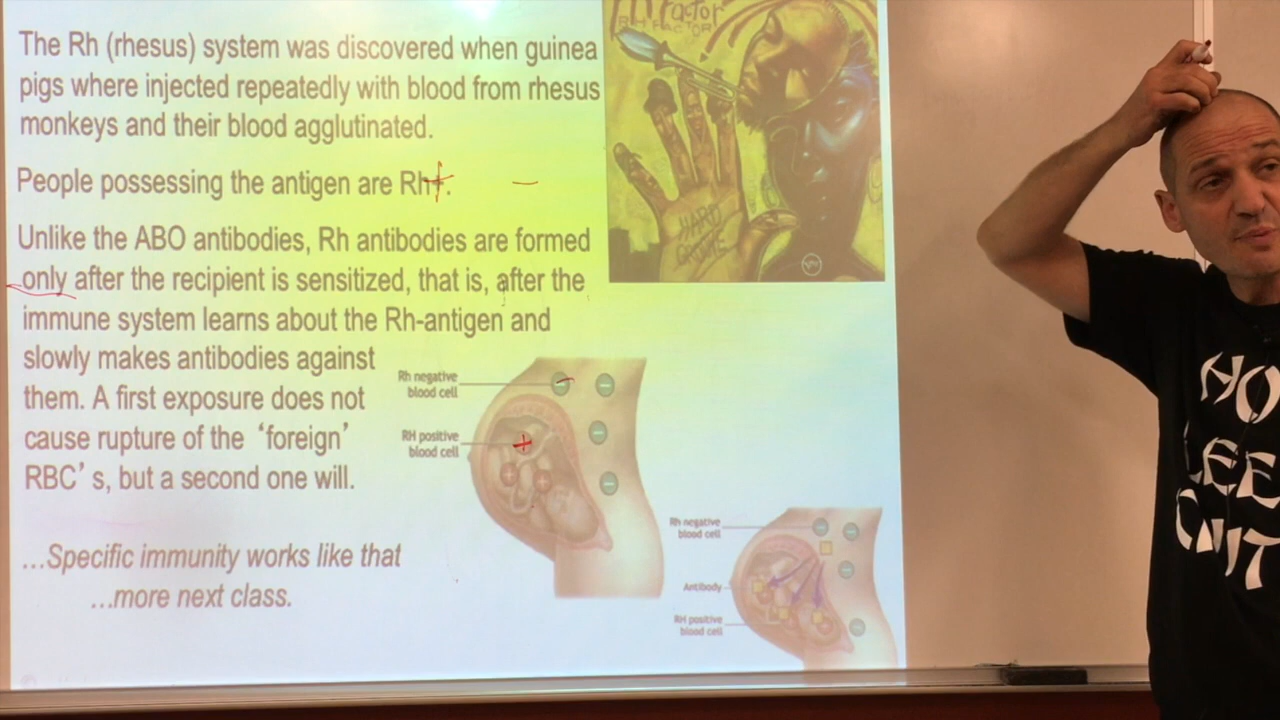 The Rh (rhesus) system was discovered when guinea
pigs where injected repeatedly with blood from rhesus
monkeys and their blood agglutinated.
People possessing the antigen are Rh+.
Unlike the ABO antibodies, Rh antibodies are formed
only after the recipient is sensitized, that is, after the
immune system learns about the Rh-antigen and
slowly makes antibodies against
them. A first exposure does not
cause rupture of the ‘foreign’
RBC’s, but a second one will.
...Specific immunity works like that
...more next class.
Factor
RH FACTOR
HARD
GROOVE
Rh negative
blood cell
RH positive
blood cell
Rh negative
blood cell
Antibody
RH positive
blood cell
HO
LEE